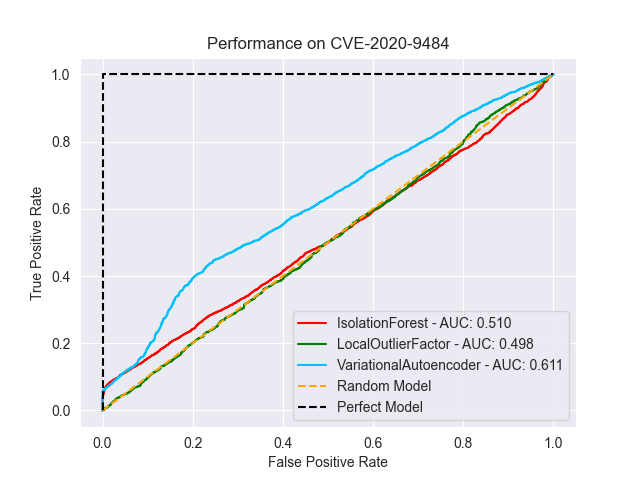 Performance on CVE-2020-9484
True Positive Rate
1.0
0.8
0.6
0.4
0.2
0.0
IsolationForest - AUC: 0.510
LocalOutlierFactor - AUC: 0.498
VariationalAutoencoder - AUC: 0.611
Random Model
Perfect Model
0.0 0.2 0.4 0.6 0.8 1.0
False Positive Rate